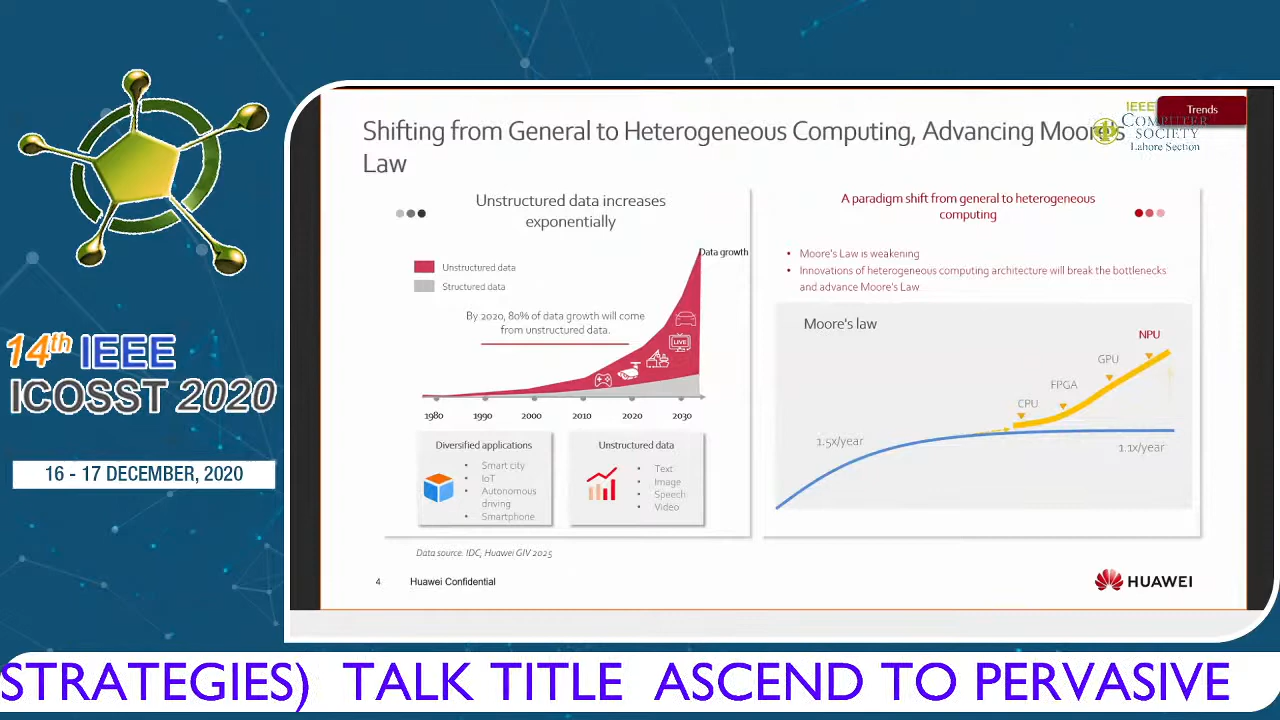 14th IEEE
ICOSST 2020
16 - 17 DECEMBER, 2020
Trends
IEEE
COMPUTER
SOCIETY
Lahore Section
Shifting from General to Heterogeneous Computing, Advancing Moore's
Law
Unstructured data increases
exponentially
Data growth
Unstructured data
Structured data
By 2020, 80% of data growth will come
from unstructured data.
LIVE
1980 1990 2000 2010 2020 2030
Diversified applications
• Smart city
• IoT
• Autonomous
driving
• Smartphone
Unstructured data
• Text
• Image
• Speech
• Video
Data source: IDC, Huawei GIV 2025
A paradigm shift from general to heterogeneous
computing
• Moore's Law is weakening
• Innovations of heterogeneous computing architecture will break the bottlenecks
and advance Moore's Law
Moore's law
NPU
GPU
FPGA
CPU
1.5x/year
1.1x/year
4 Huawei Confidential
HUAWEI
STRATEGIES) TALK TITLE ASCEND TO PERVASIVE